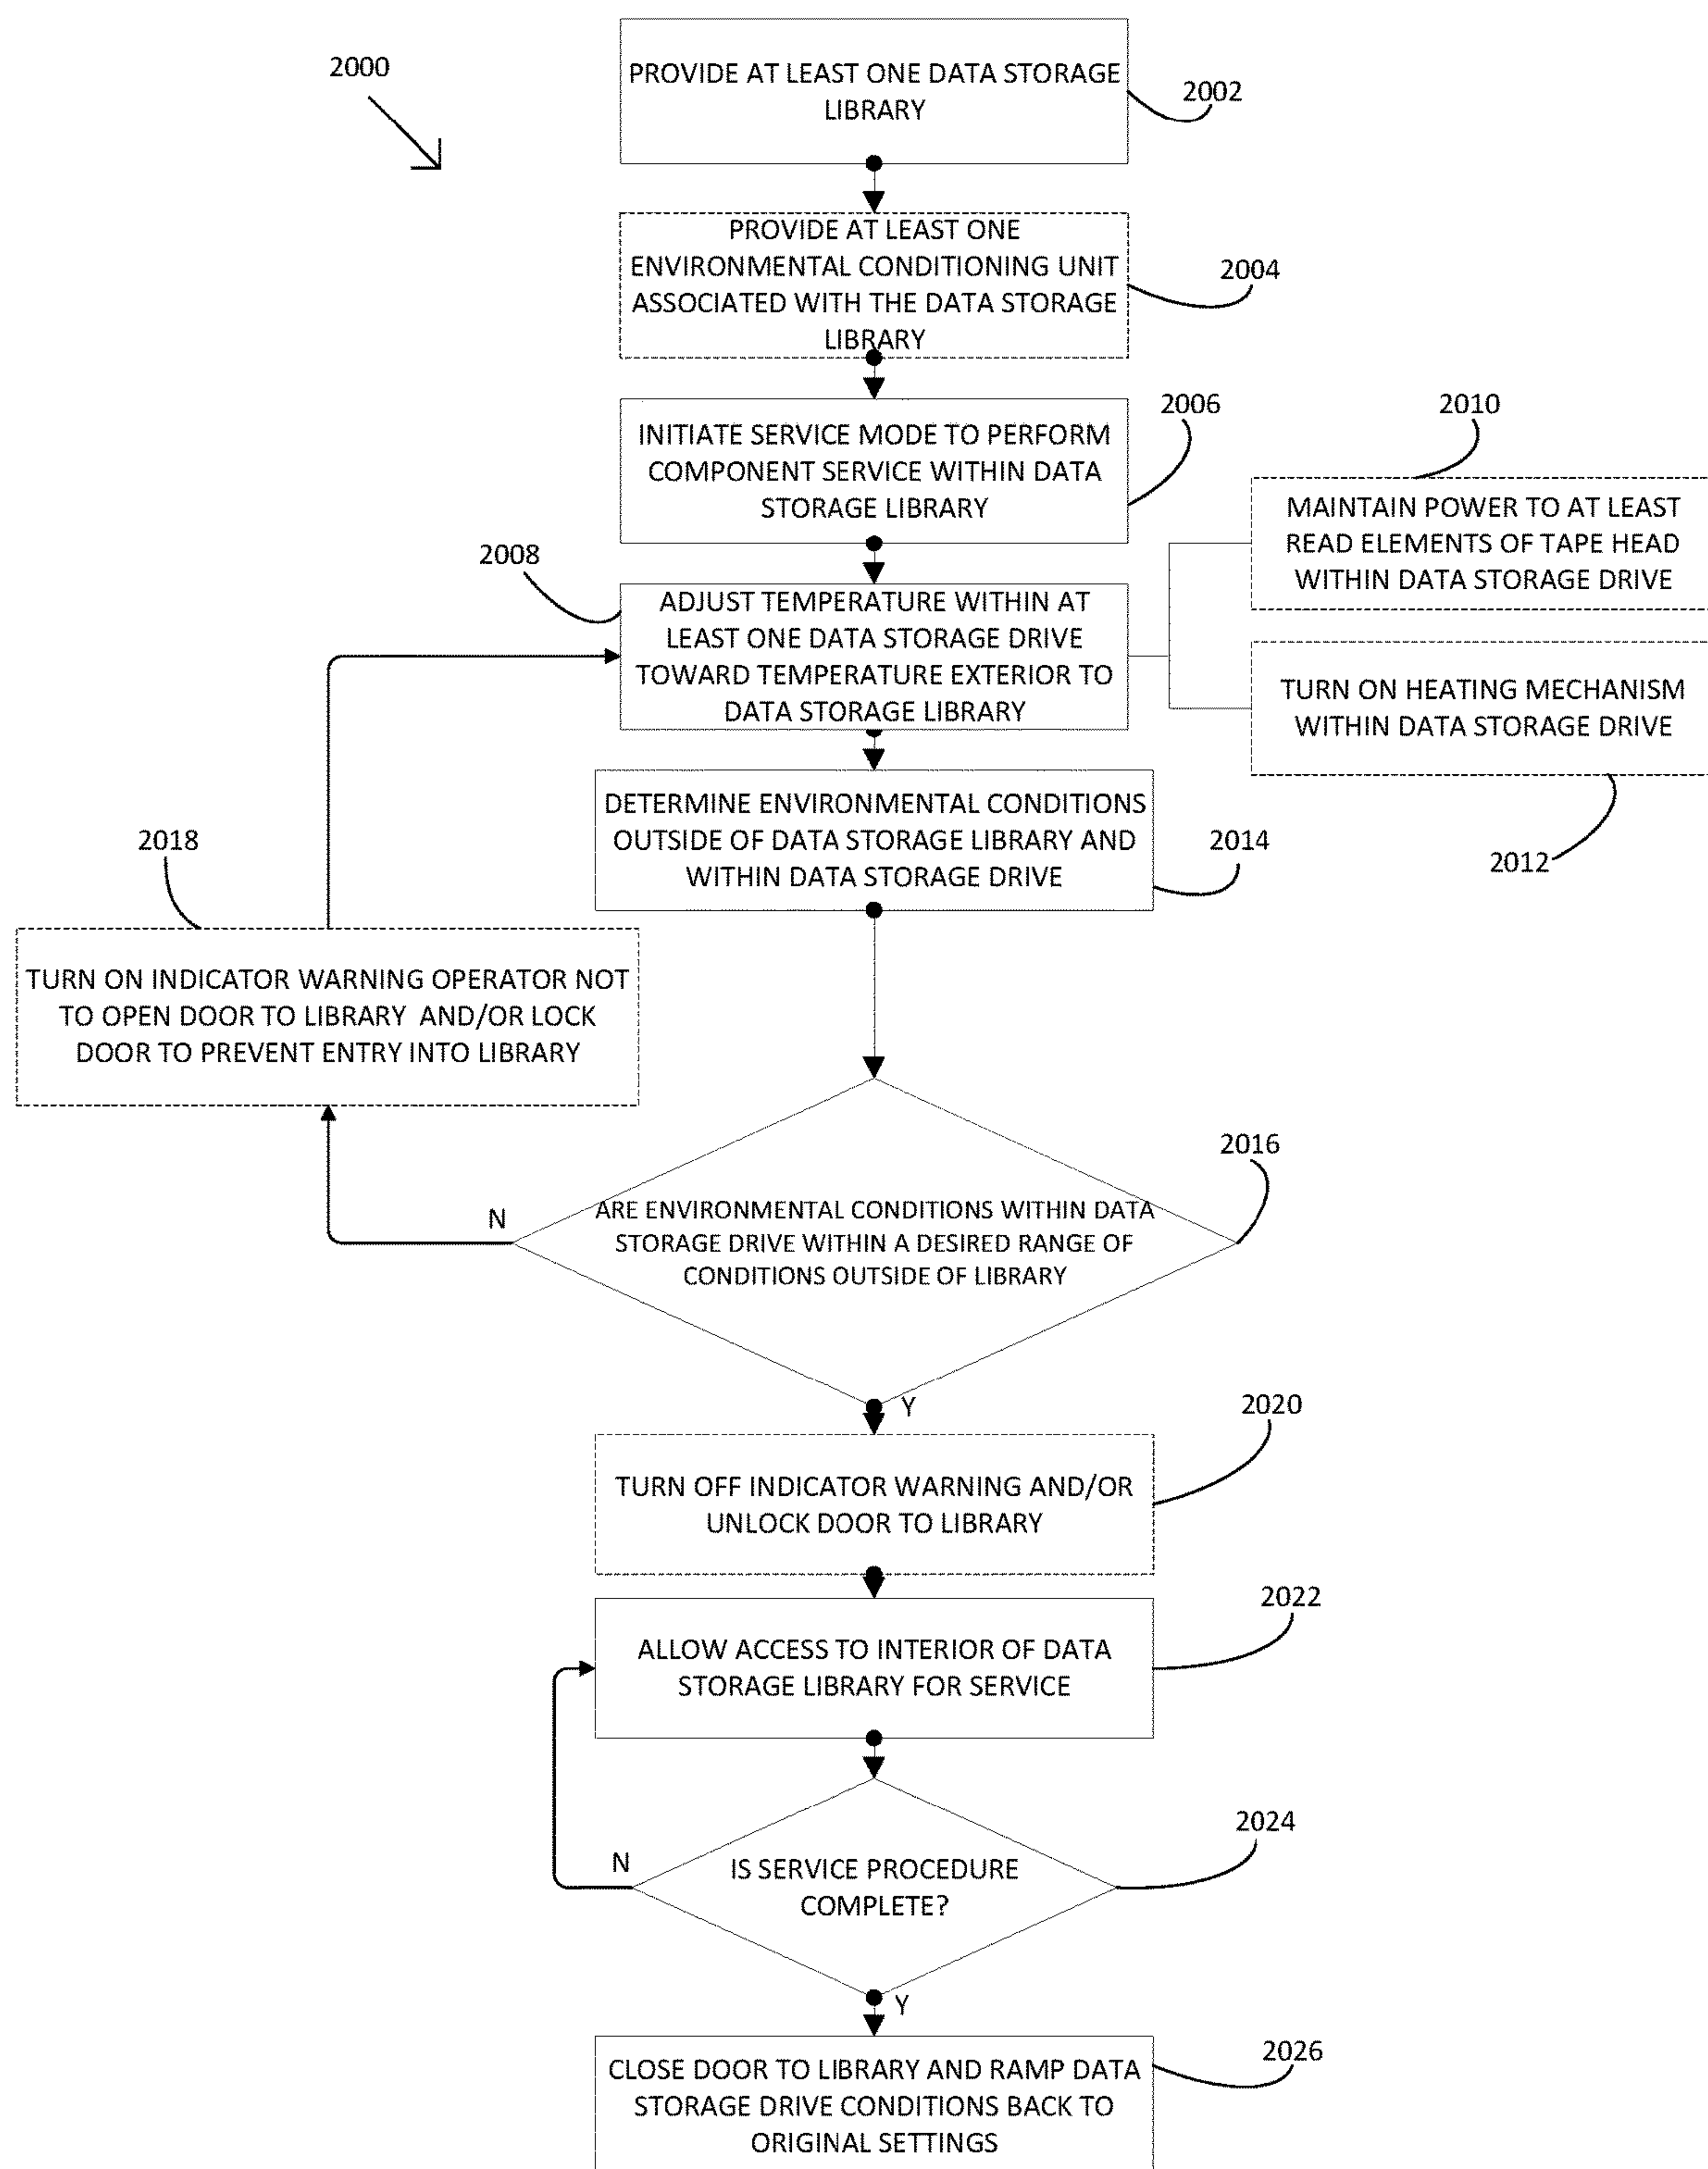 2000
PROVIDE AT LEAST ONE DATA STORAGE
LIBRARY
2002
PROVIDE AT LEAST ONE
ENVIRONMENTAL CONDITIONING UNIT
ASSOCIATED WITH THE DATA STORAGE
LIBRARY
2004
INITIATE SERVICE MODE TO PERFORM
COMPONENT SERVICE WITHIN DATA
STORAGE LIBRARY
2006
2008
ADJUST TEMPERATURE WITHIN AT
LEAST ONE DATA STORAGE DRIVE
TOWARD TEMPERATURE EXTERIOR TO
DATA STORAGE LIBRARY
2010
MAINTAIN POWER TO AT LEAST
READ ELEMENTS OF TAPE HEAD
WITHIN DATA STORAGE DRIVE
TURN ON HEATING MECHANISM
WITHIN DATA STORAGE DRIVE
2012
DETERMINE ENVIRONMENTAL CONDITIONS
OUTSIDE OF DATA STORAGE LIBRARY AND
WITHIN DATA STORAGE DRIVE
2014
2018
TURN ON INDICATOR WARNING OPERATOR NOT
TO OPEN DOOR TO LIBRARY AND/OR LOCK
DOOR TO PREVENT ENTRY INTO LIBRARY
2016
N
ARE ENVIRONMENTAL CONDITIONS WITHIN DATA
STORAGE DRIVE WITHIN A DESIRED RANGE OF
CONDITIONS OUTSIDE OF LIBRARY
Y
2020
TURN OFF INDICATOR WARNING AND/OR
UNLOCK DOOR TO LIBRARY
2022
ALLOW ACCESS TO INTERIOR OF DATA
STORAGE LIBRARY FOR SERVICE
2024
N
IS SERVICE PROCEDURE
COMPLETE?
Y
2026
CLOSE DOOR TO LIBRARY AND RAMP DATA
STORAGE DRIVE CONDITIONS BACK TO
ORIGINAL SETTINGS